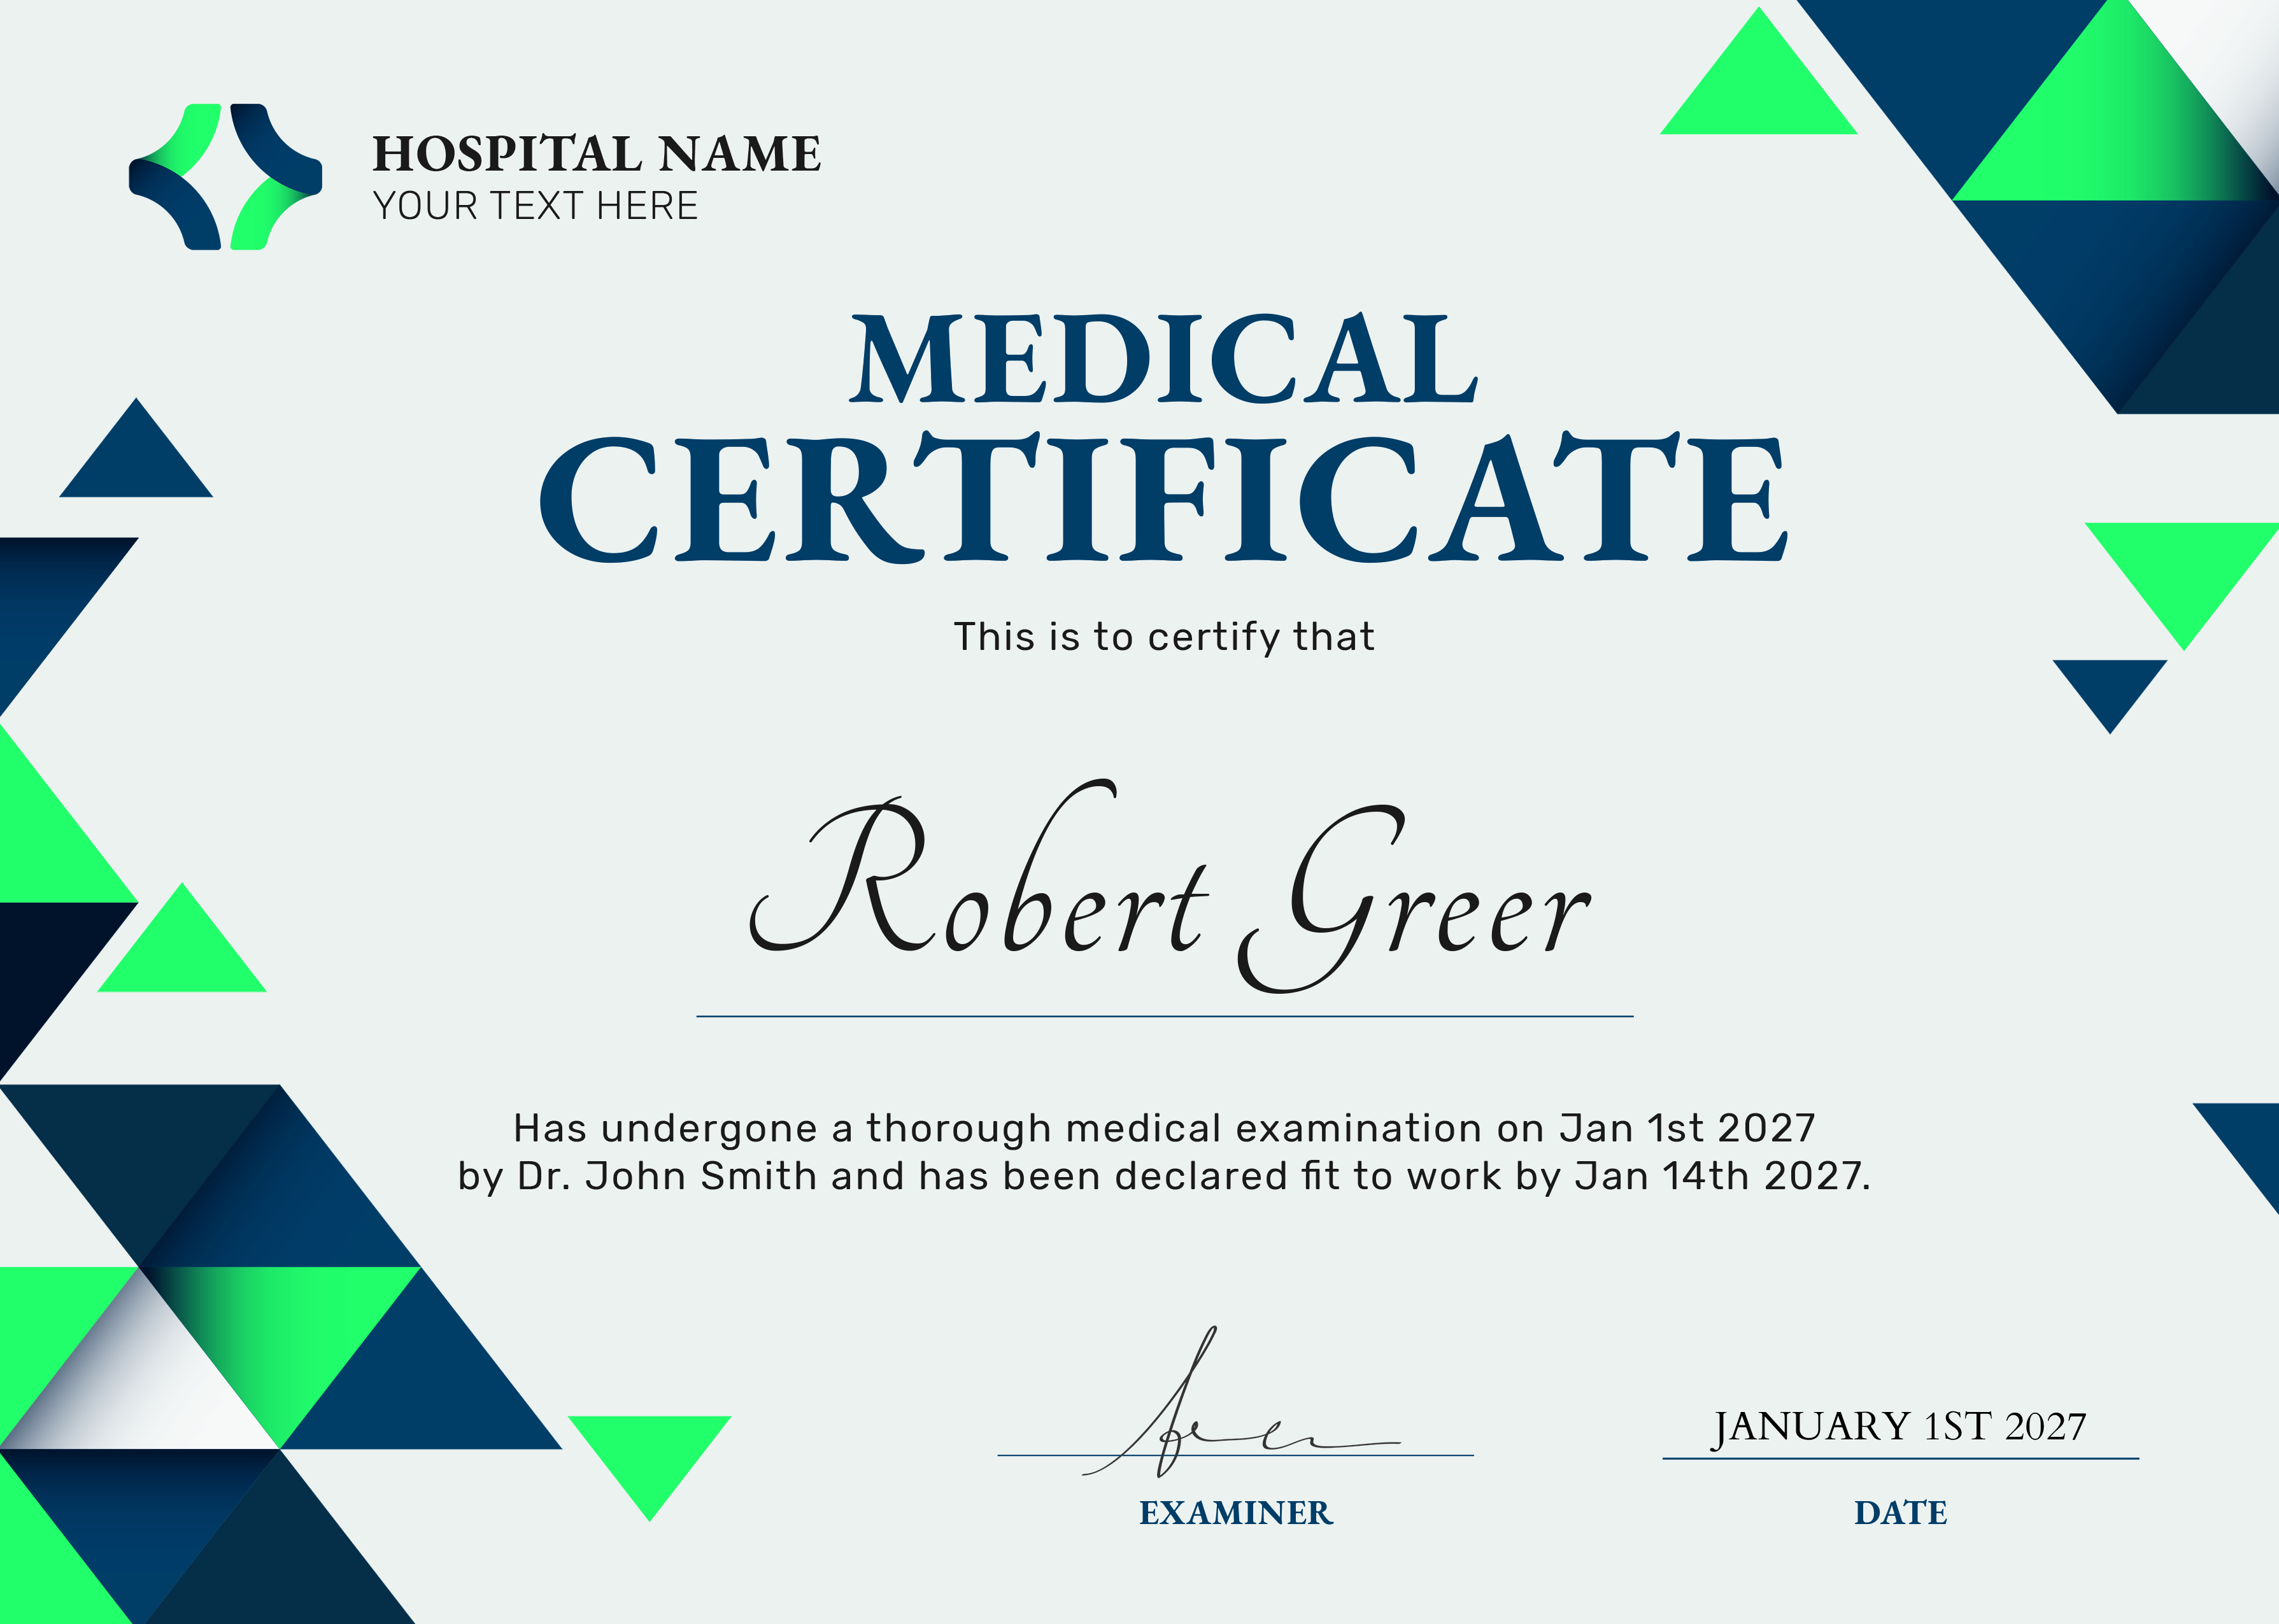 HOSPITAL NAME
YOUR TEXT HERE
MEDICAL
CERTIFICATE
This is to certify that
Robert Greer
Has undergone a thorough medical examination on Jan 1st 2027
by Dr. John Smith and has been declared fit to work by Jan 14th 2027.
JANUARY 1ST 2027
EXAMINER
DATE